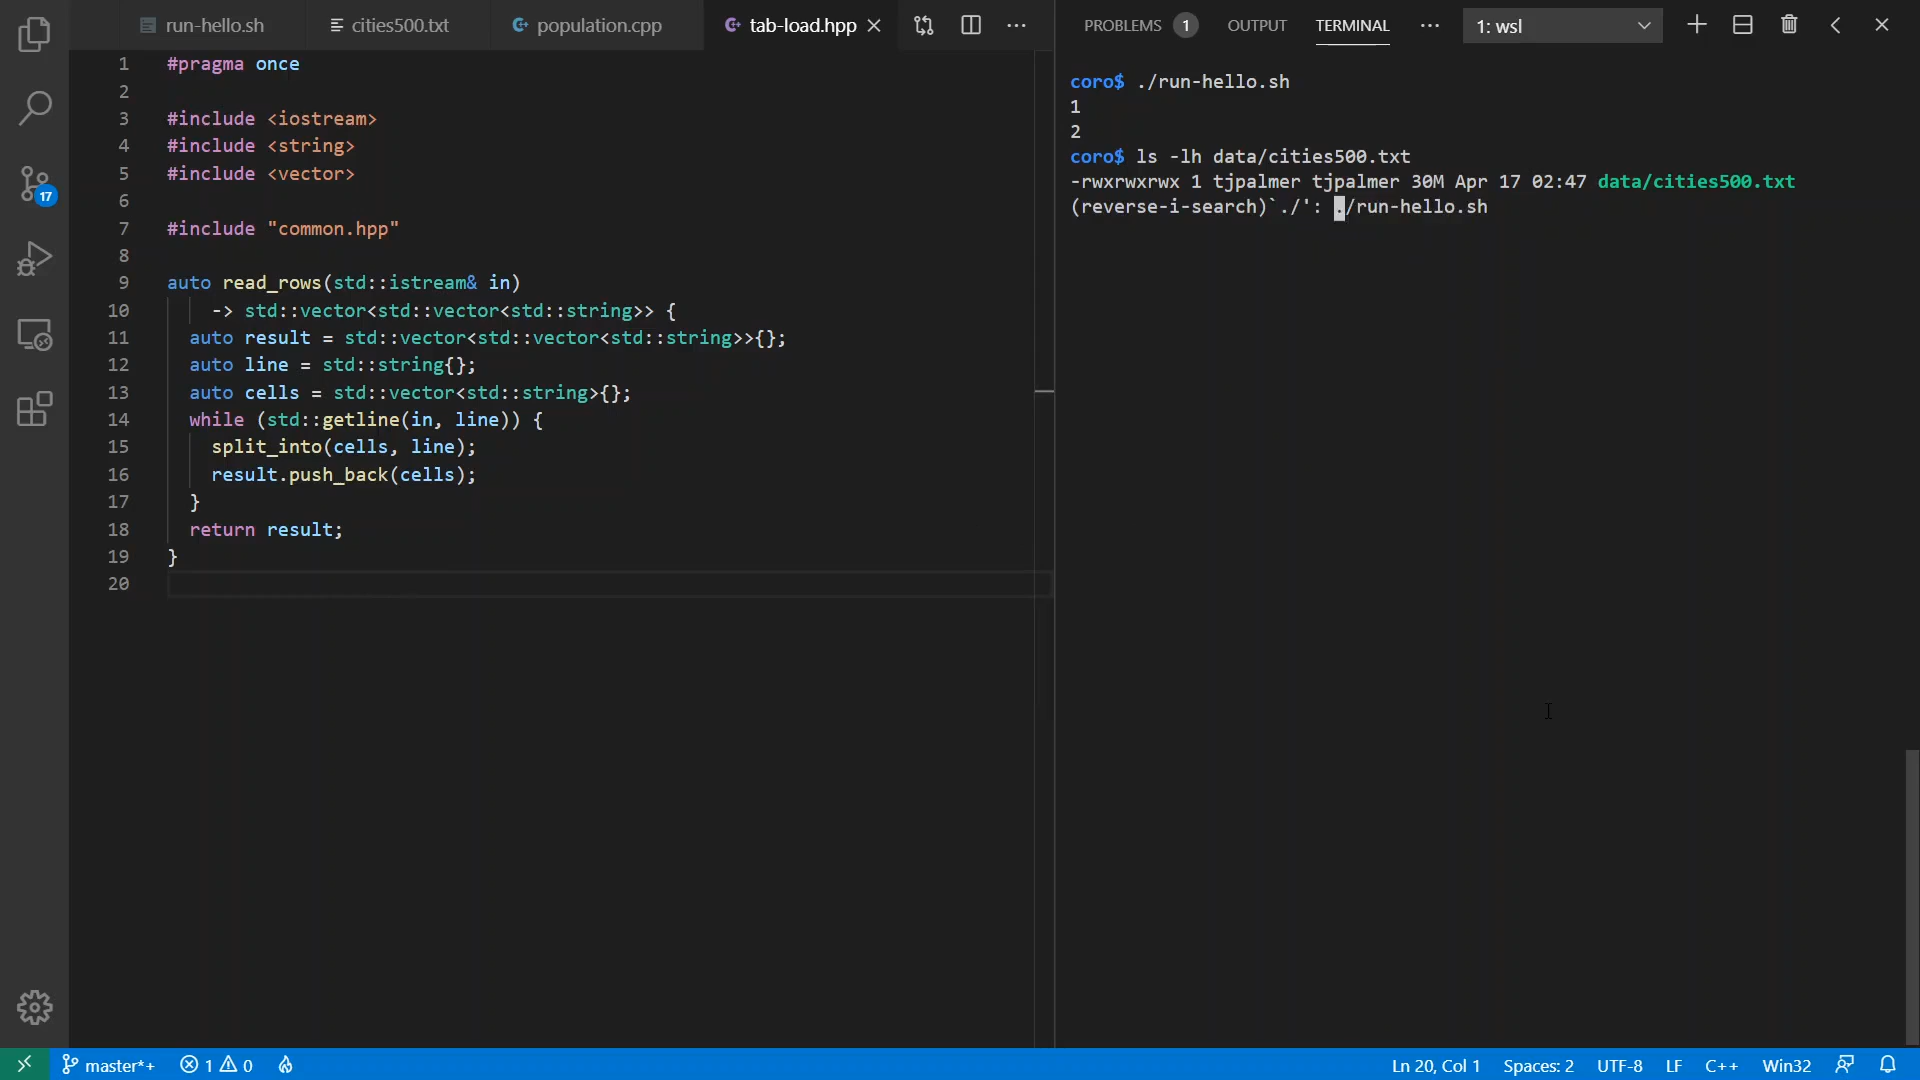 run-hello.sh
cities500.txt
population.cpp
tab-load.hpp
PROBLEMS 1
OUTPUT
TERMINAL
1: wsl
17
1 #pragma once
2
3 #include <iostream>
4 #include <string>
5 #include <vector>
6
7 #include "common.hpp"
8
9 auto read_rows(std::istream& in)
10 -> std::vector<std::vector<std::string>> {
11 auto result = std::vector<std::vector<std::string>>{};
12 auto line = std::string{};
13 auto cells = std::vector<std::string>{};
14 while (std::getline(in, line)) {
15 split_into(cells, line);
16 result.push_back(cells);
17 }
18 return result;
19 }
20
coro$ ./run-hello.sh
1
2
coro$ ls -lh data/cities500.txt
-rwxrwxrwx 1 tjpalmer tjpalmer 30M Apr 17 02:47 data/cities500.txt
(reverse-i-search)`./': ./run-hello.sh
master*+
1
0
Ln 20, Col 1
Spaces: 2
UTF-8
LF
C++
Win32